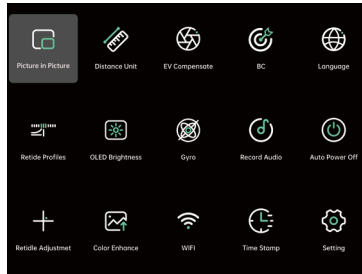 Picture in Picture
Distance Unit
EV Compensate
BC
Language
Retide Profiles
OLED Brightness
Gyro
Record Audio
Auto Power Off
Retidle Adjustmet
Color Enhance
WIFI
Time Stamp
Setting